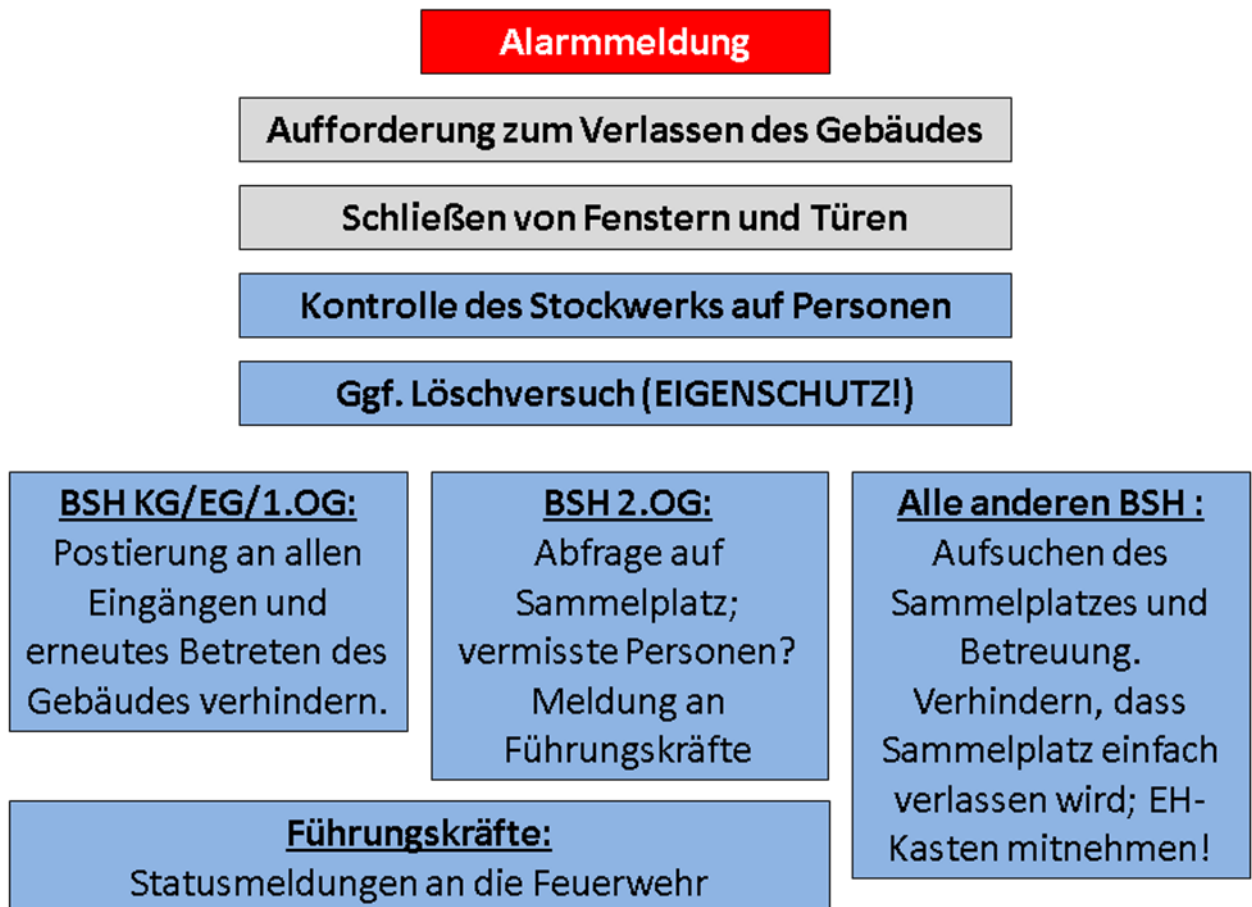 Alarmmeldung
Aufforderung zum Verlassen des Gebäudes
Schließen von Fenstern und Türen
Kontrolle des Stockwerks auf Personen
Ggf. Löschversuch (EIGENSCHUTZ!)
BSH KG/EG/1.OG:
Postierung an allen
Eingängen und
erneutes Betreten des
Gebäudes verhindern.
BSH 2.OG:
Abfrage auf
Sammelplatz;
vermisste Personen?
Meldung an
Führungskräfte
Alle anderen BSH :
Aufsuchen des
Sammelplatzes und
Betreuung.
Verhindern, dass
Sammelplatz einfach
verlassen wird; EH-
Kasten mitnehmen!
Führungskräfte:
Statusmeldungen an die Feuerwehr